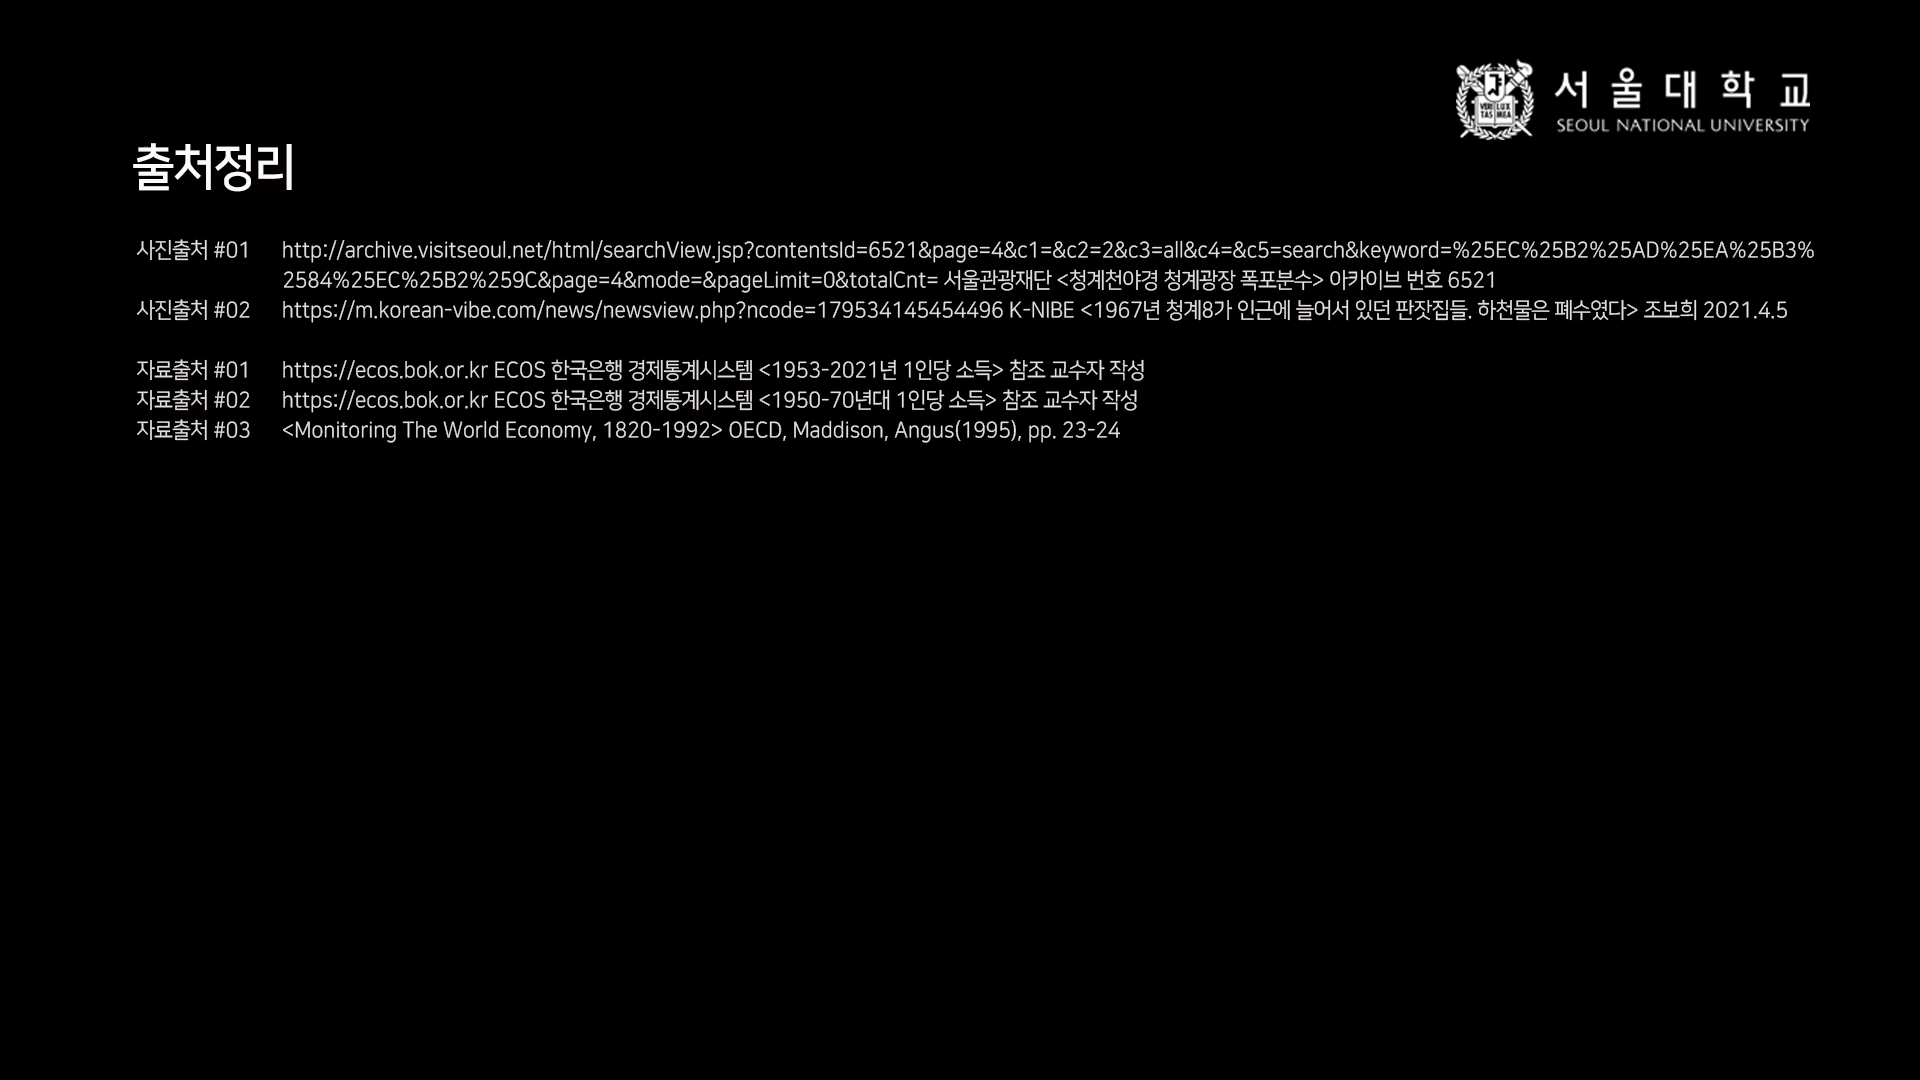 서울대학교
SEOUL NATIONAL UNIVERSITY
VERI LUX
TAS MEA
출처정리
사진출처 #01 http://archive.visitseoul.net/html/searchView.jsp?contentsId=6521&page=4&c1=&c2=2&c3=all&c4=&c5=search&keyword=%25EC%25B2%25AD%25EA%25B3%
2584%25EC%25B2%259C&page=4&mode=&pageLimit=0&totalCnt= 서울관광재단 <청계천야경 청계광장 폭포분수> 아카이브 번호 6521
사진출처 #02 https://m.korean-vibe.com/news/newsview.php?ncode=179534145454496 K-NIBE <1967년 청계8가 인근에 늘어서 있던 판잣집들. 하천물은 폐수였다> 조보희 2021.4.5
자료출처 #01 https://ecos.bok.or.kr ECOS 한국은행 경제통계시스템 <1953-2021년 1인당 소득> 참조 교수자 작성
자료출처 #02 https://ecos.bok.or.kr ECOS 한국은행 경제통계시스템 <1950-70년대 1인당 소득> 참조 교수자 작성
자료출처 #03 <Monitoring The World Economy, 1820-1992> OECD, Maddison, Angus(1995), pp. 23-24